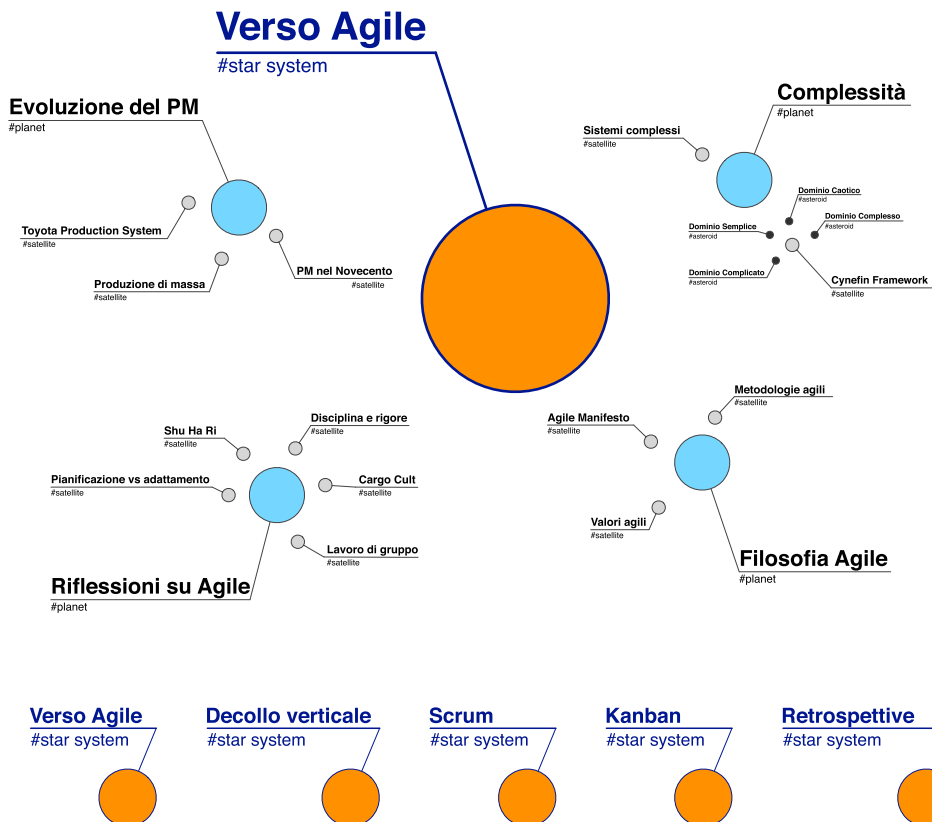 Verso Agile
#star system
Evoluzione del PM
#planet
Toyota Production System
#satellite
Produzione di massa
#satellite
PM nel Novecento
#satellite
Complessità
#planet
Sistemi complessi
#satellite
Dominio Caotico
#asteroid
Dominio Semplice
#asteroid
Dominio Complesso
#asteroid
Dominio Complicato
#asteroid
Cynefin Framework
#satellite
Shu Ha Ri
#satellite
Disciplina e rigore
#satellite
Pianificazione vs adattamento
#satellite
Cargo Cult
#satellite
Lavoro di gruppo
#satellite
Riflessioni su Agile
#planet
Metodologie agili
#satellite
Agile Manifesto
#satellite
Valori agili
#satellite
Filosofia Agile
#planet
Verso Agile
#star system
Decollo verticale
#star system
Scrum
#star system
Kanban
#star system
Retrospettive
#star system